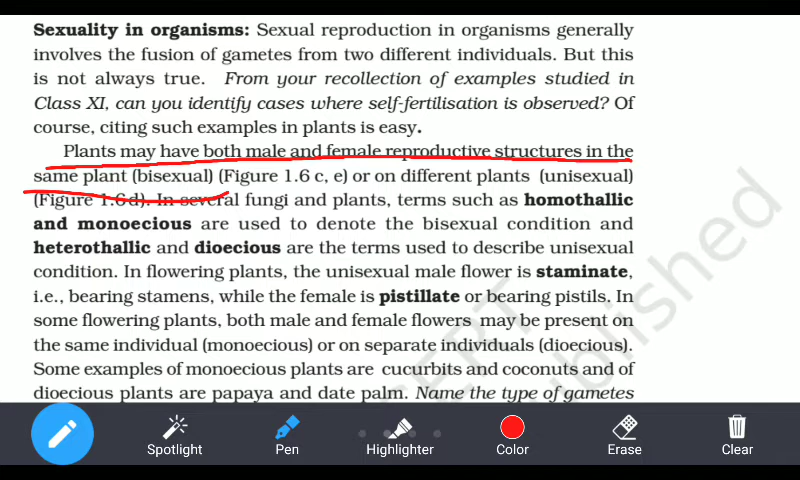 Sexuality in organisms: Sexual reproduction in organisms generally
involves the fusion of gametes from two different individuals. But this
is not always true. From your recollection of examples studied in
Class XI, can you identify cases where self-fertilisation is observed? Of
course, citing such examples in plants is easy.
Plants may have both male and female reproductive structures in the
same plant (bisexual) (Figure 1.6 c, e) or on different plants (unisexual)
(Figure 1.6d). In several fungi and plants, terms such as homothallic
and monoecious are used to denote the bisexual condition and
heterothallic and dioecious are the terms used to describe unisexual
condition. In flowering plants, the unisexual male flower is staminate,
i.e., bearing stamens, while the female is pistillate or bearing pistils. In
some flowering plants, both male and female flowers may be present on
the same individual (monoecious) or on separate individuals (dioecious).
Some examples of monoecious plants are cucurbits and coconuts and of
dioecious plants are papaya and date palm. Name the type of gametes
Spotlight Pen Highlighter Color Erase Clear